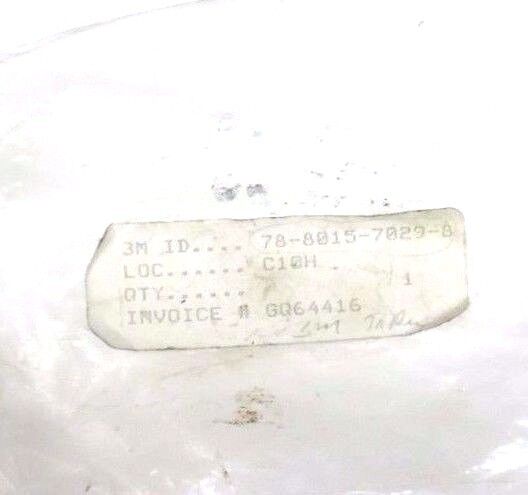 3M ID.... 78-8015-7029-8
LOC...... C10H
QTY...... 1
INVOICE # GQ64416